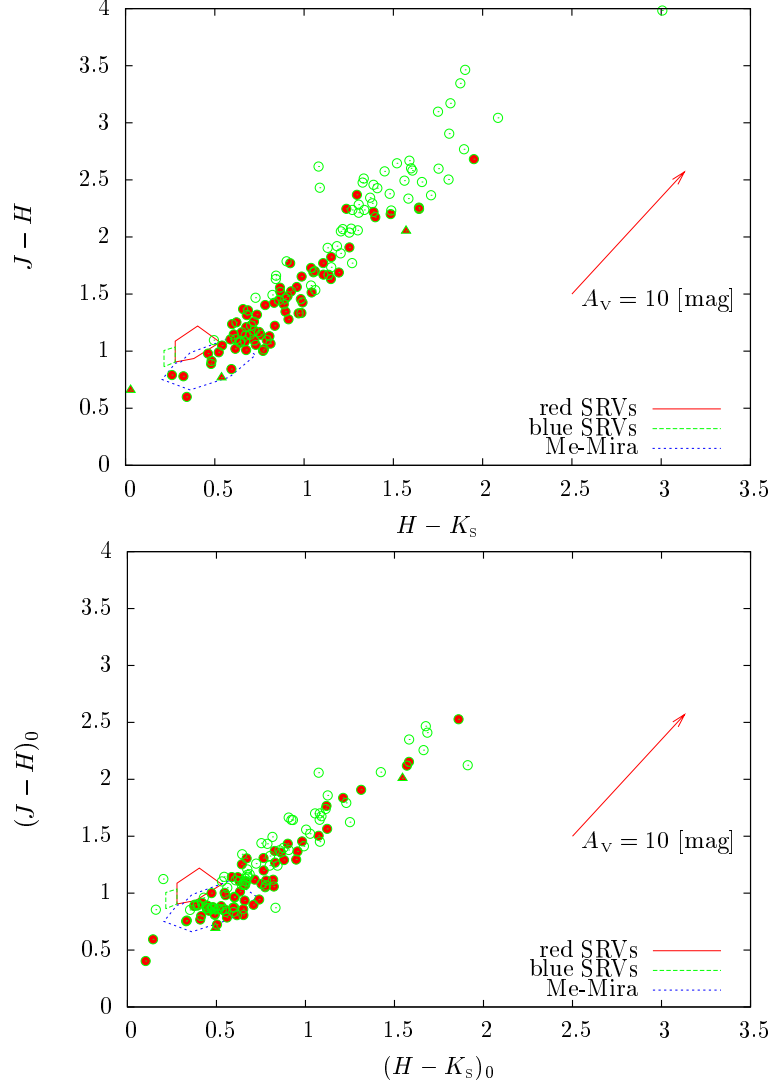 4
3.5
3
2.5
2
1.5
1
0.5
0
J − H
A_V = 10 [mag]
red SRVs
blue SRVs
Me-Mira
0 0.5 1 1.5 2 2.5 3 3.5
H − K_S
4
3.5
3
2.5
2
1.5
1
0.5
0
(J − H)_0
A_V = 10 [mag]
red SRVs
blue SRVs
Me-Mira
0 0.5 1 1.5 2 2.5 3 3.5
(H − K_S)_0